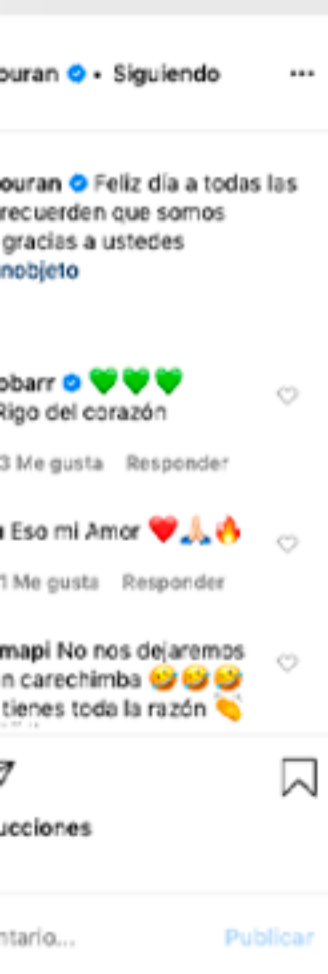 ouran • Siguiendo
ouran Feliz día a todas las
recuerden que somos
gracias a ustedes
nobjeto
obarr 💚💚💚
Rigo del corazón
3 Me gusta Responder
Eso mi Amor ❤️🙏🏻🔥
1 Me gusta Responder
mapi No nos dejaremos
n carechimba 🤣🤣🤣
tienes toda la razón 👏
ucciones
ntario... Publicar